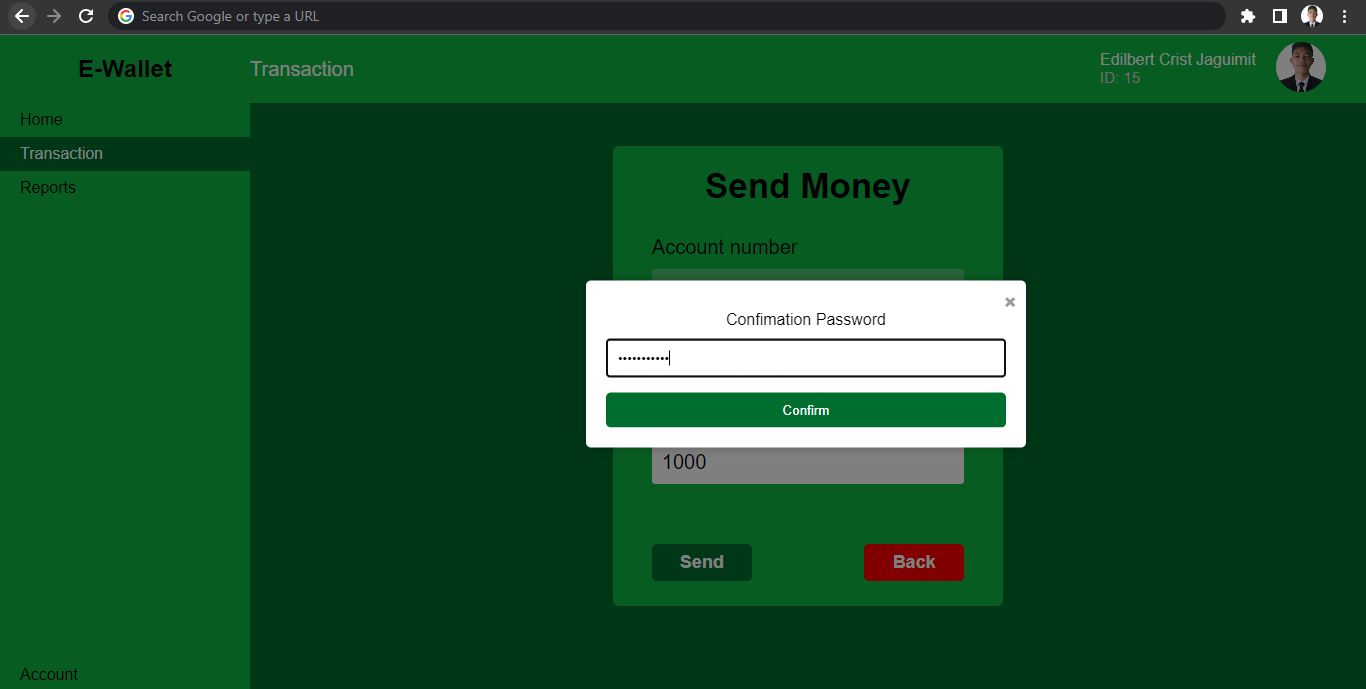 Search Google or type a URL
E-Wallet
Transaction
Edilbert Crist Jaguimit
ID: 15
Home
Transaction
Reports
Send Money
Account number
×
Confimation Password
•••••••••••
Confirm
1000
Send
Back
Account